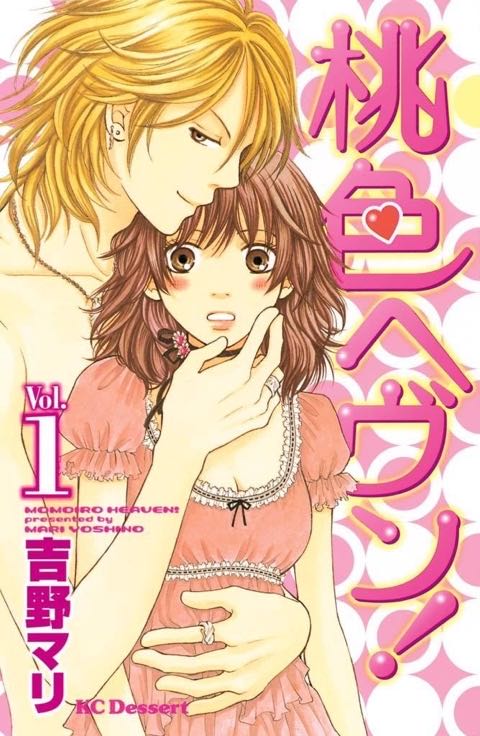 桃色ヘヴン!
Vol.
1
MOMOIRO HEAVEN!
presented by
MARI YOSHINO
吉野マリ
KC Dessert